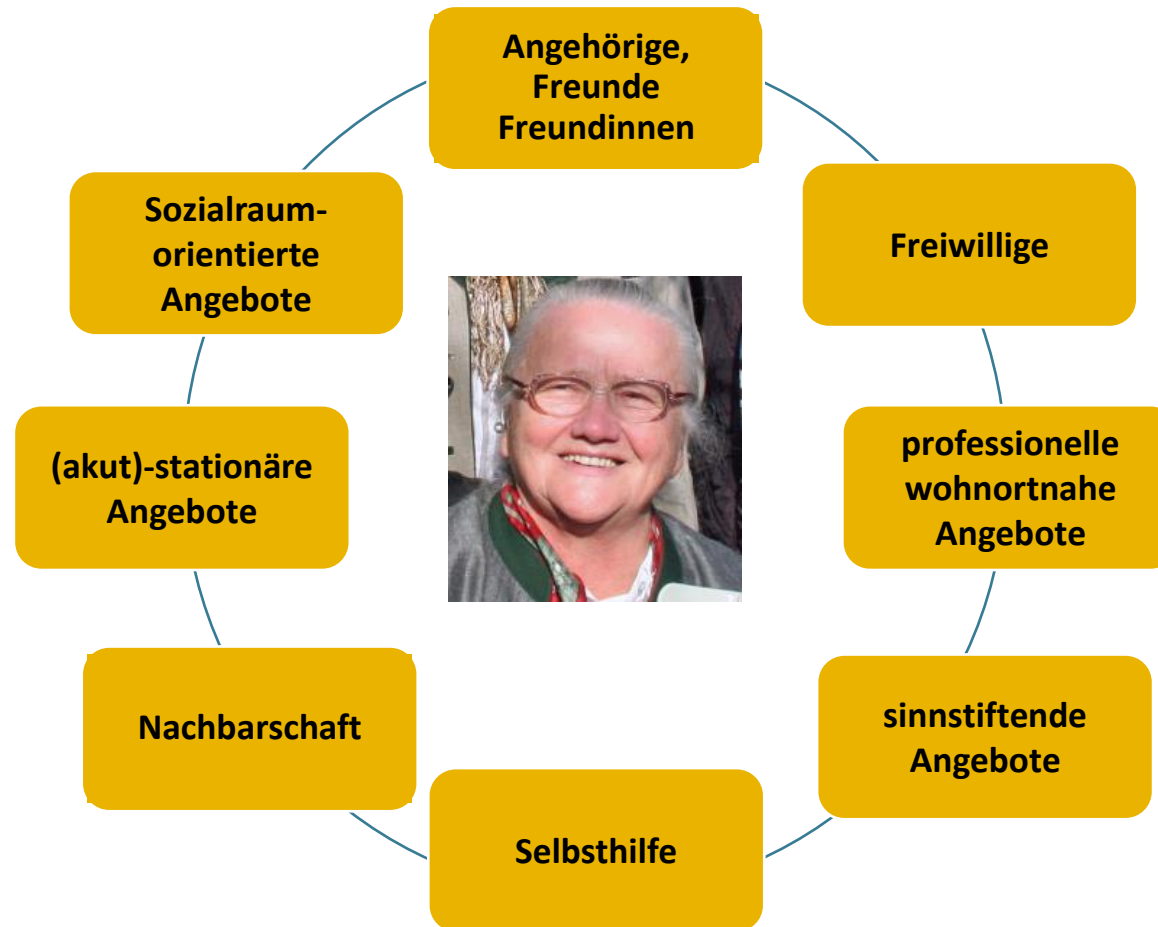 Angehörige,
Freunde
Freundinnen
Freiwillige
professionelle
wohnortnahe
Angebote
sinnstiftende
Angebote
Selbsthilfe
Nachbarschaft
(akut)-stationäre
Angebote
Sozialraum-
orientierte
Angebote